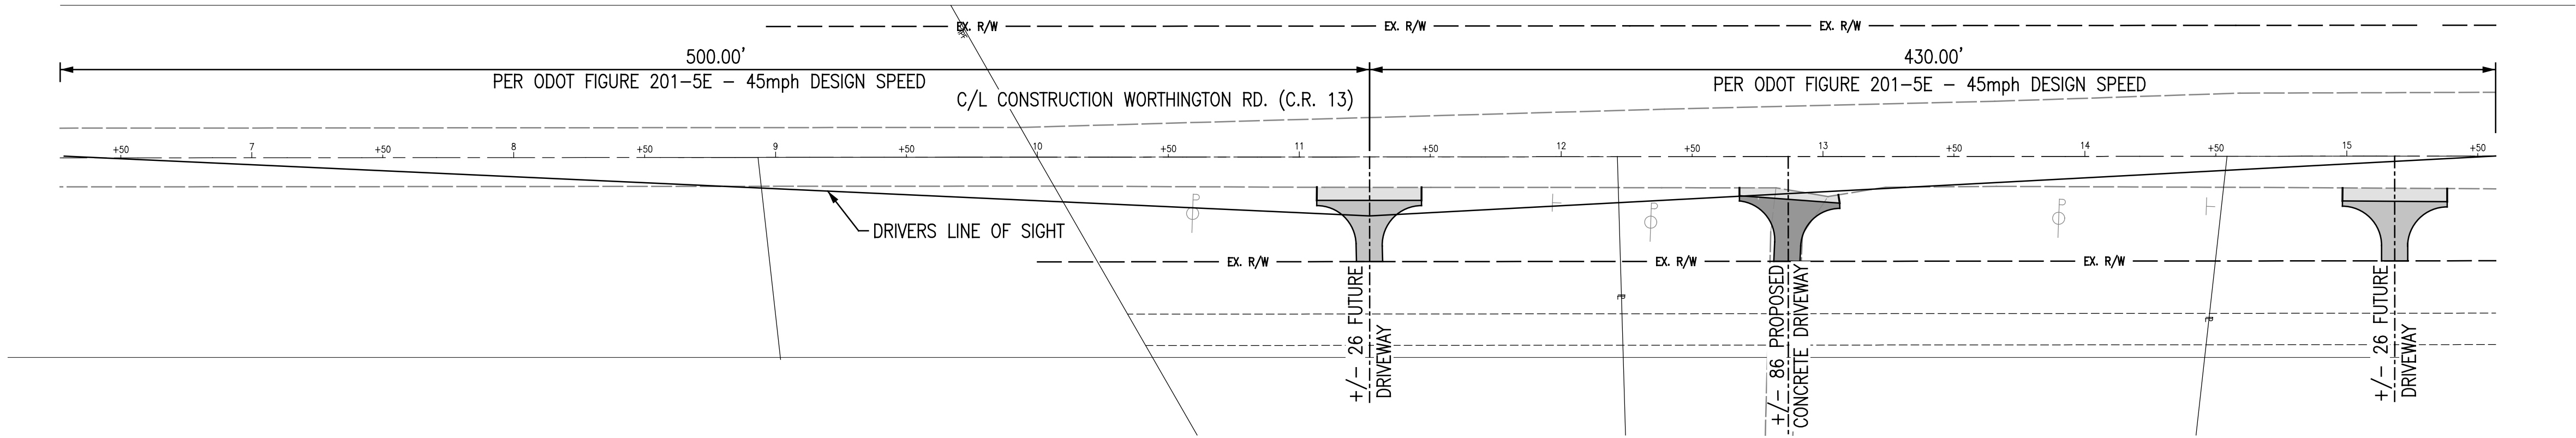 EX. R/W
EX. R/W
EX. R/W
500.00'
430.00'
PER ODOT FIGURE 201-5E - 45mph DESIGN SPEED
PER ODOT FIGURE 201-5E - 45mph DESIGN SPEED
C/L CONSTRUCTION WORTHINGTON RD. (C.R. 13)
+50 7 +50 8 +50 9 +50 10 +50 11 +50 12 +50 13 +50 14 +50 15 +50
P
P
P
T
T
DRIVERS LINE OF SIGHT
EX. R/W
EX. R/W
EX. R/W
+/- 26 FUTURE
DRIVEWAY
+/- 86 PROPOSED
CONCRETE DRIVEWAY
+/- 26 FUTURE
DRIVEWAY